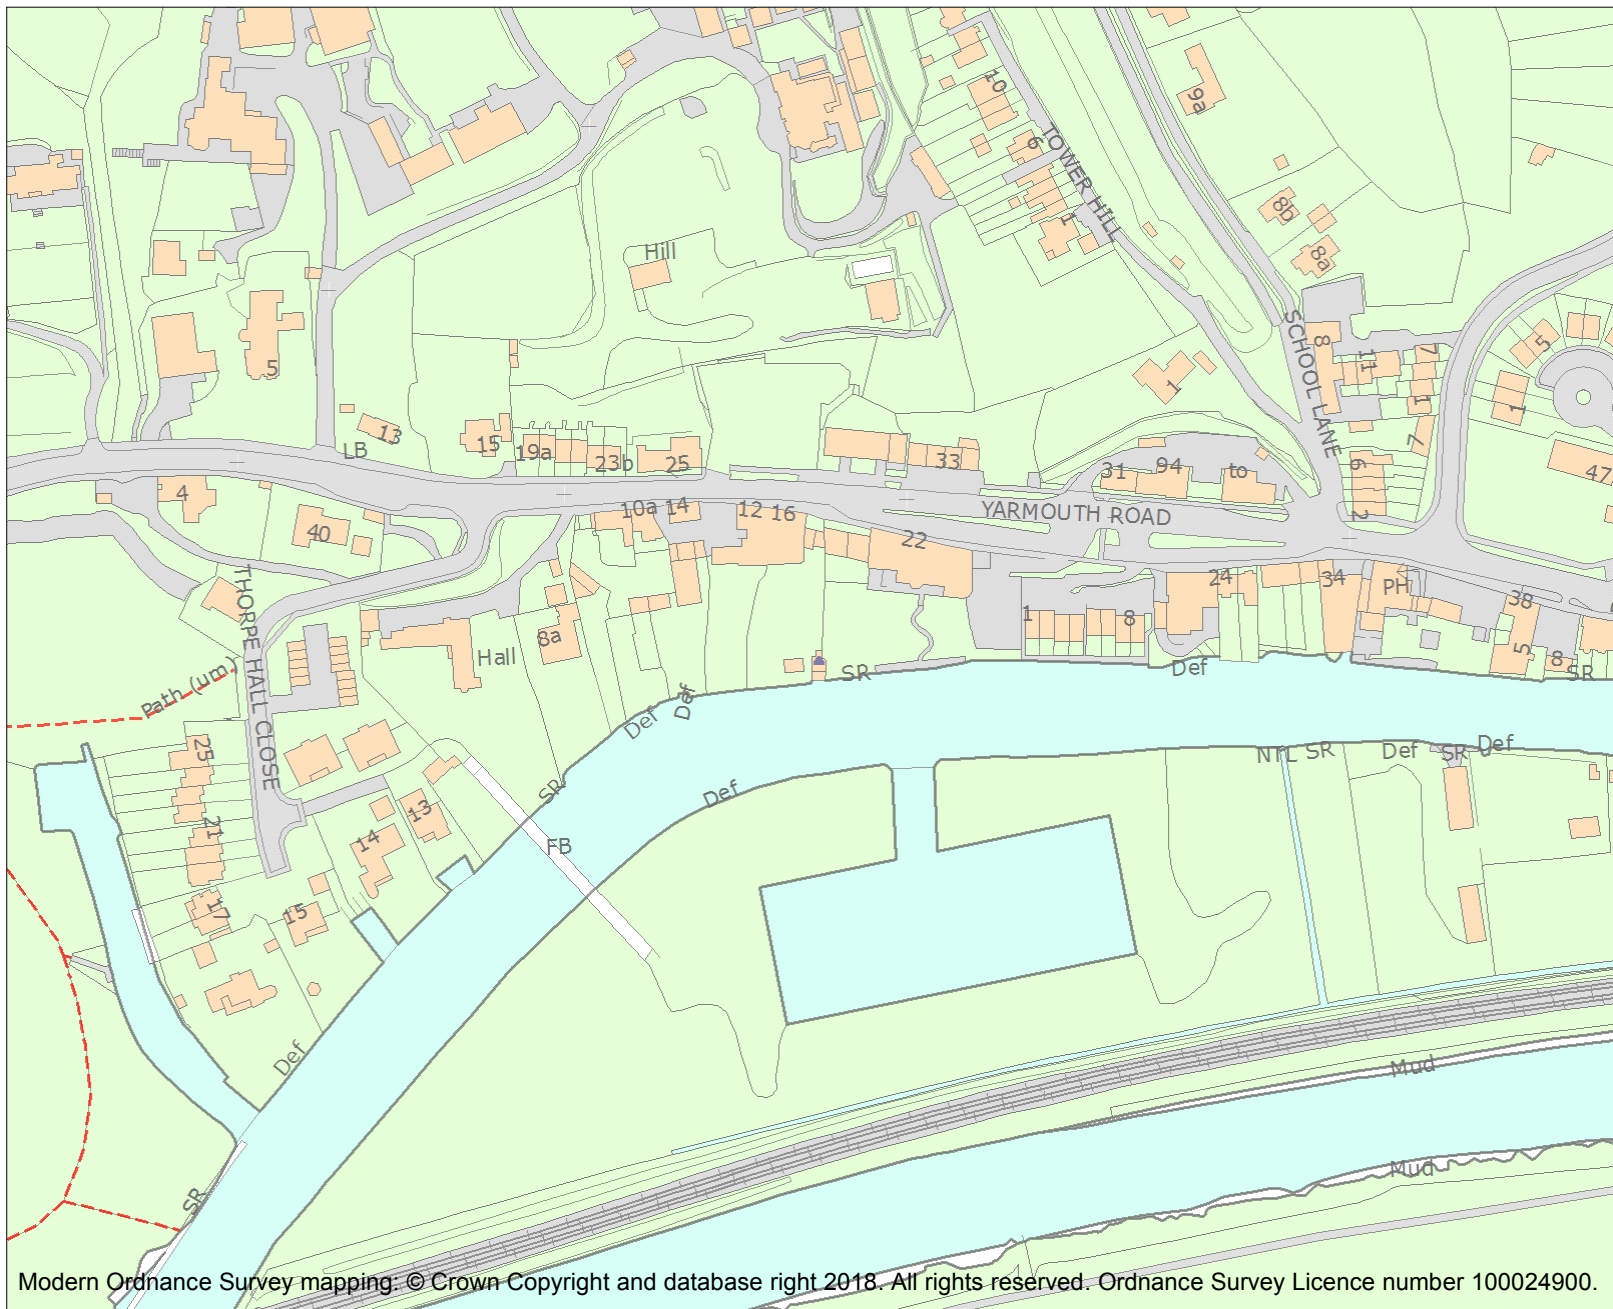 10
9a
6
TOWER HILL
1
8b
8a
Hill
5
SCHOOL LANE
8
11
7
1
5
1
7
1
13
LB
15
19a
23b
25
33
31
94
to
6
2
47
4
40
10a
14
12
16
22
YARMOUTH ROAD
24
34
PH
38
5
8
SR
THORPE HALL CLOSE
Path (um)
8a
Hall
1
8
SR
Def
Def
Def
25
21
17
15
14
13
SR
Def
FB
NTL
SR
Def
SR
Def
Def
SR
Mud
Mud
Modern Ordnance Survey mapping: © Crown Copyright and database right 2018. All rights reserved. Ordnance Survey Licence number 100024900.